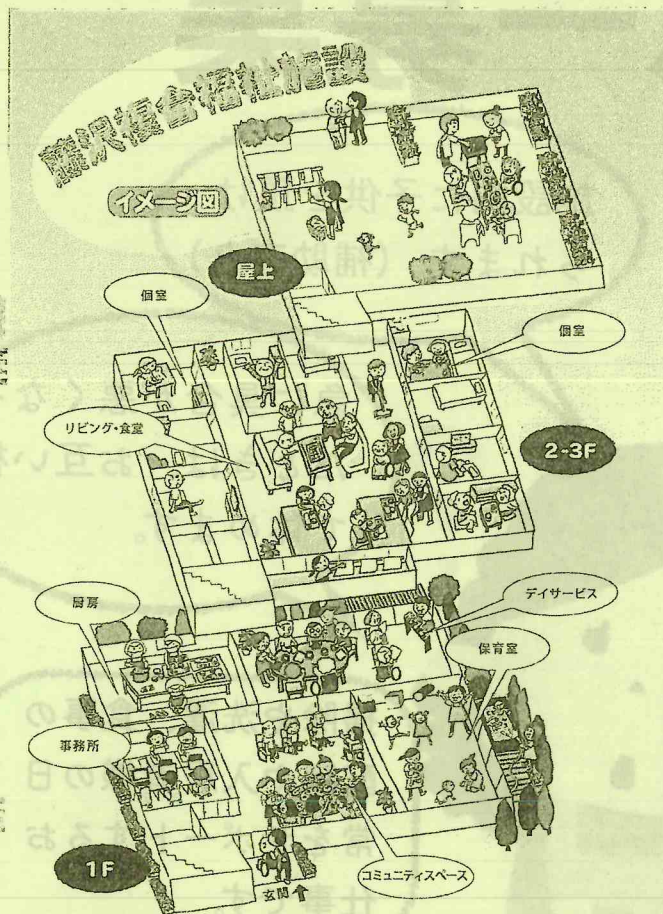 藤沢複合福祉施設
イメージ図
屋上
個室
個室
リビング・食堂
2・3F
厨房
デイサービス
保育室
事務所
1F
コミュニティスペース
玄関↑